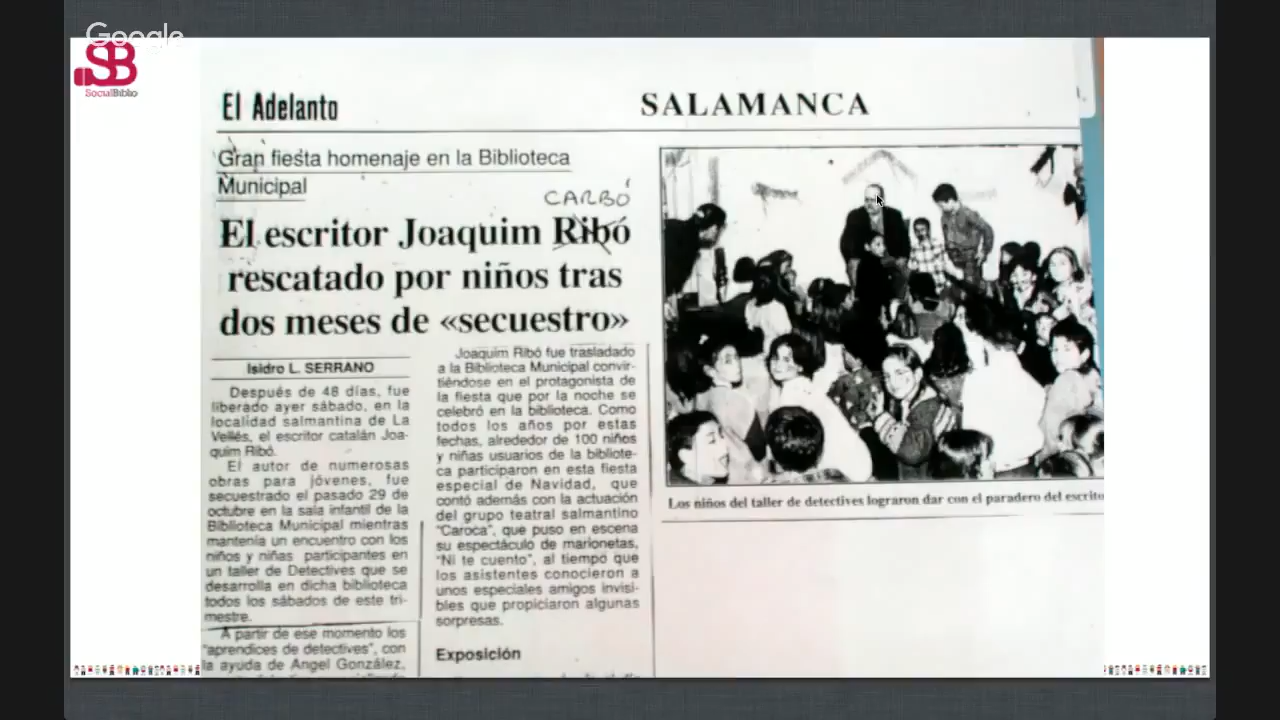 Google
SB
SocialBiblio
El Adelanto
SALAMANCA
Gran fiesta homenaje en la Biblioteca
Municipal
CARBÓ
El escritor Joaquim Ribó
rescatado por niños tras
dos meses de «secuestro»
Isidro L. SERRANO
Después de 48 días, fue
liberado ayer sábado, en la
localidad salmantina de La
Vellés, el escritor catalán Joa-
quim Ribó.
El autor de numerosas
obras para jóvenes, fue
secuestrado el pasado 29 de
octubre en la sala infantil de la
Biblioteca Municipal mientras
mantenía un encuentro con los
niños y niñas participantes en
un taller de Detectives que se
desarrolla en dicha biblioteca
todos los sábados de este tri-
mestre.
A partir de ese momento los
"aprendices de detectives", con
la ayuda de Angel González,
Joaquim Ribó fue trasladado
a la Biblioteca Municipal convir-
tiéndose en el protagonista de
la fiesta que por la noche se
celebró en la biblioteca. Como
todos los años por estas
fechas, alrededor de 100 niños
y niñas usuarios de la bibliote-
ca participaron en esta fiesta
especial de Navidad, que
contó además con la actuación
del grupo teatral salmantino
"Caroca", que puso en escena
su espectáculo de marionetas,
"Ni te cuento", al tiempo que
los asistentes conocieron a
unos especiales amigos invisi-
bles que propiciaron algunas
sorpresas.
Exposición
Los niños del taller de detectives lograron dar con el paradero del escrito